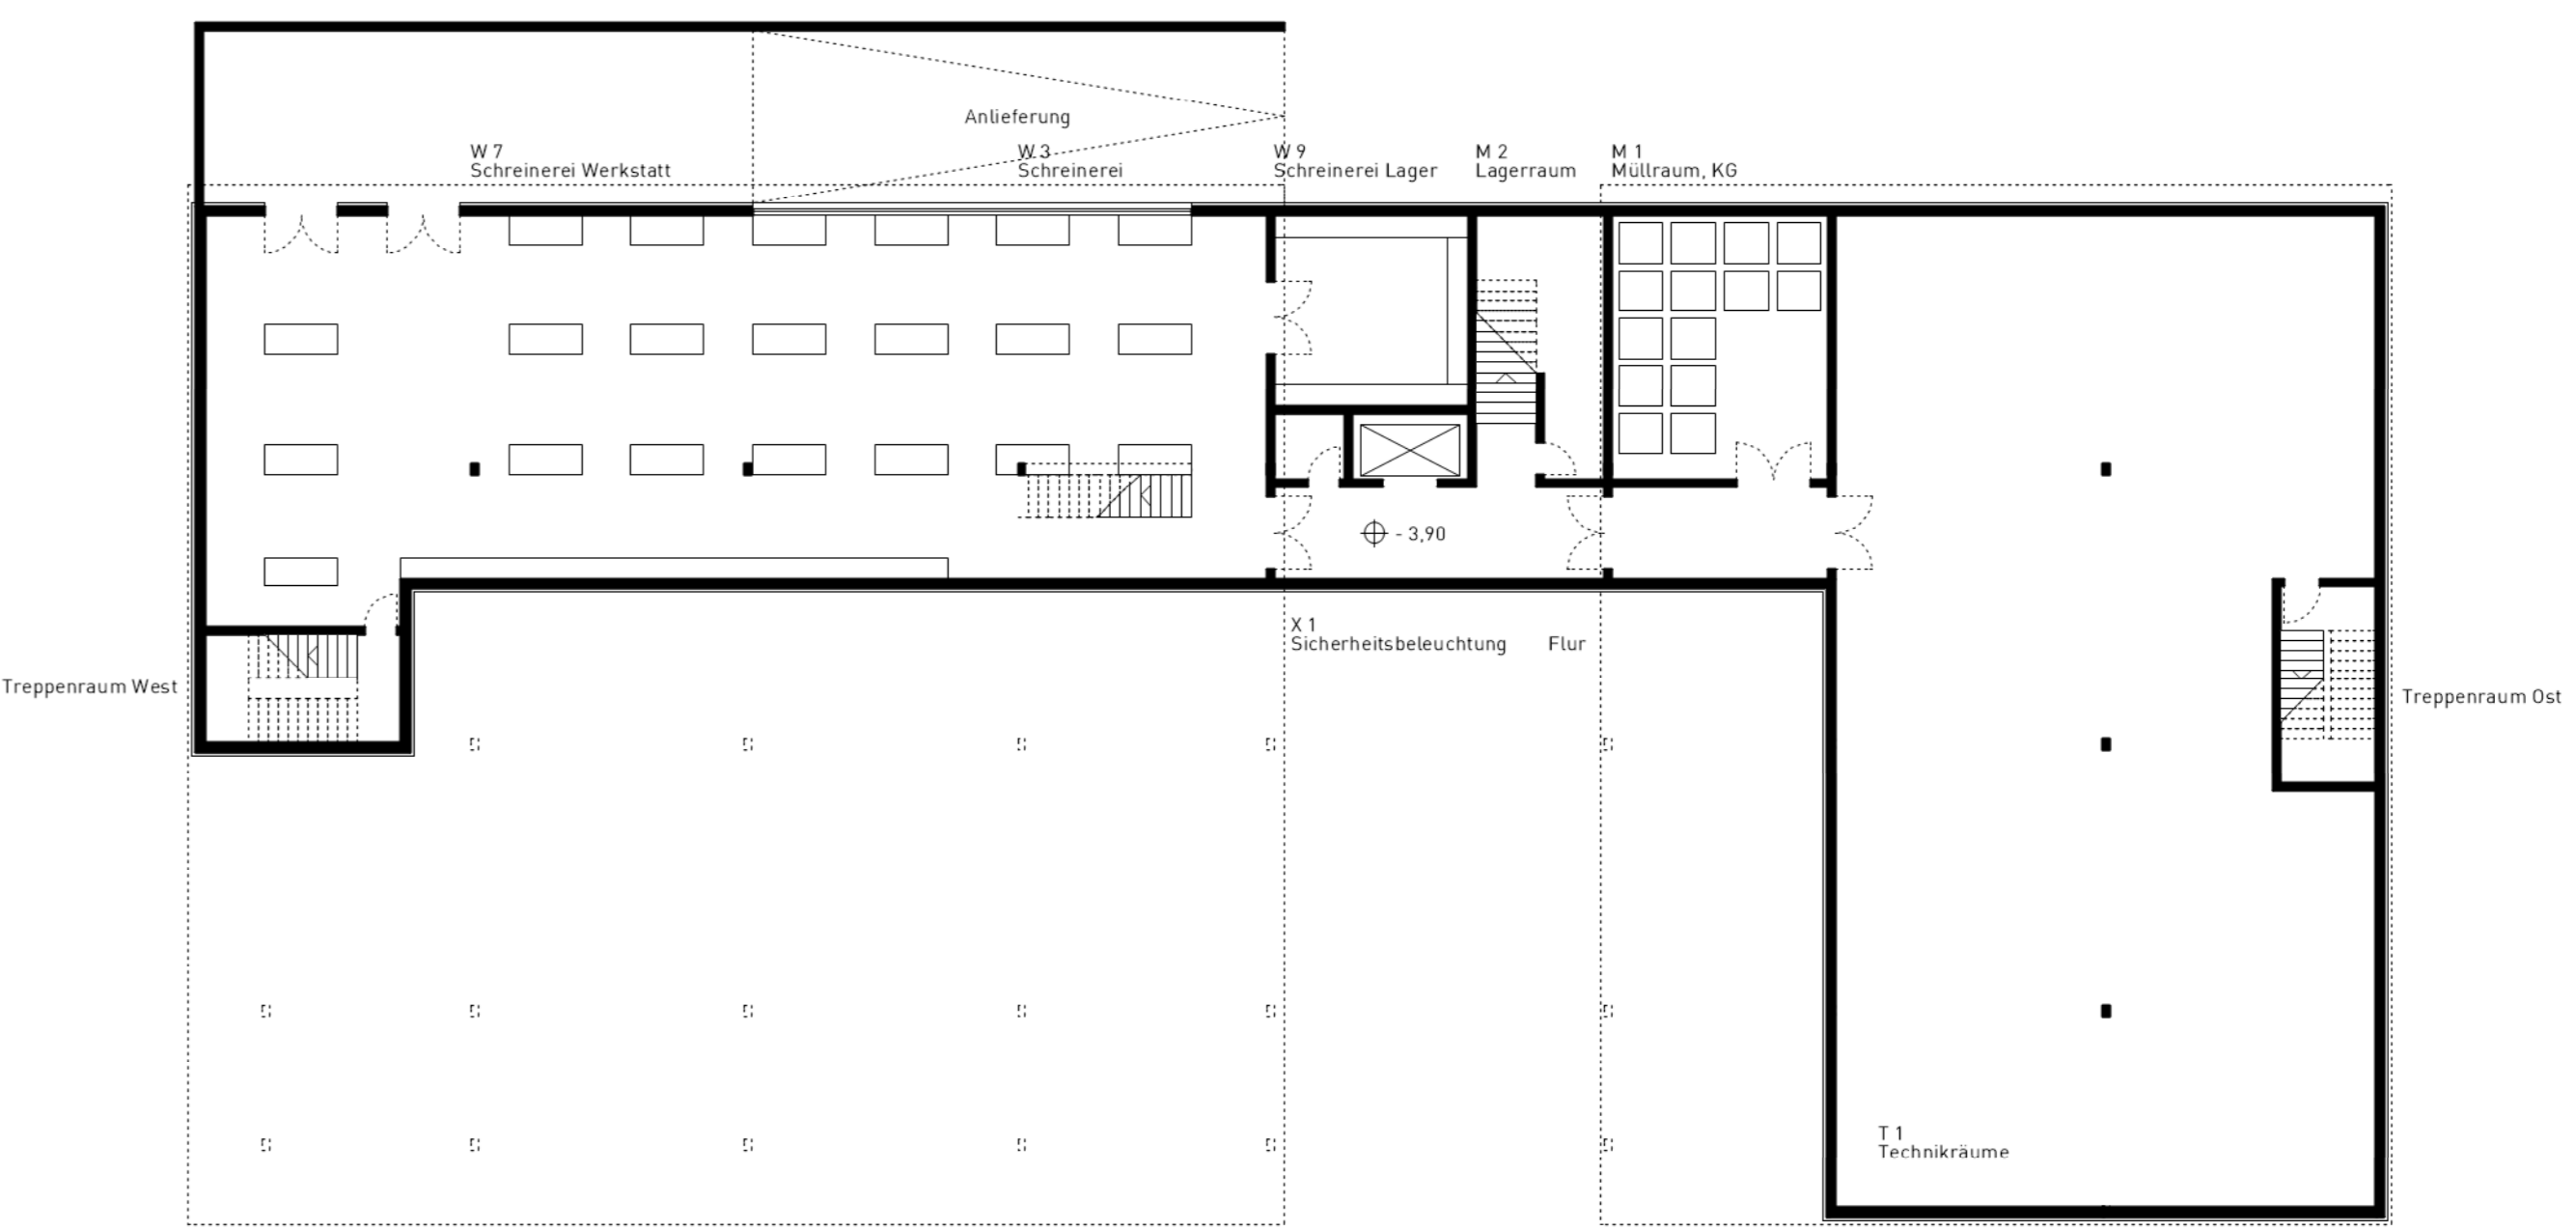 Anlieferung
W 7
Schreinerei Werkstatt
W 3
Schreinerei
W 9
Schreinerei Lager
M 2
Lagerraum
M 1
Müllraum, KG
- 3,90
X 1
Sicherheitsbeleuchtung Flur
Treppenraum West
Treppenraum Ost
T 1
Technikräume